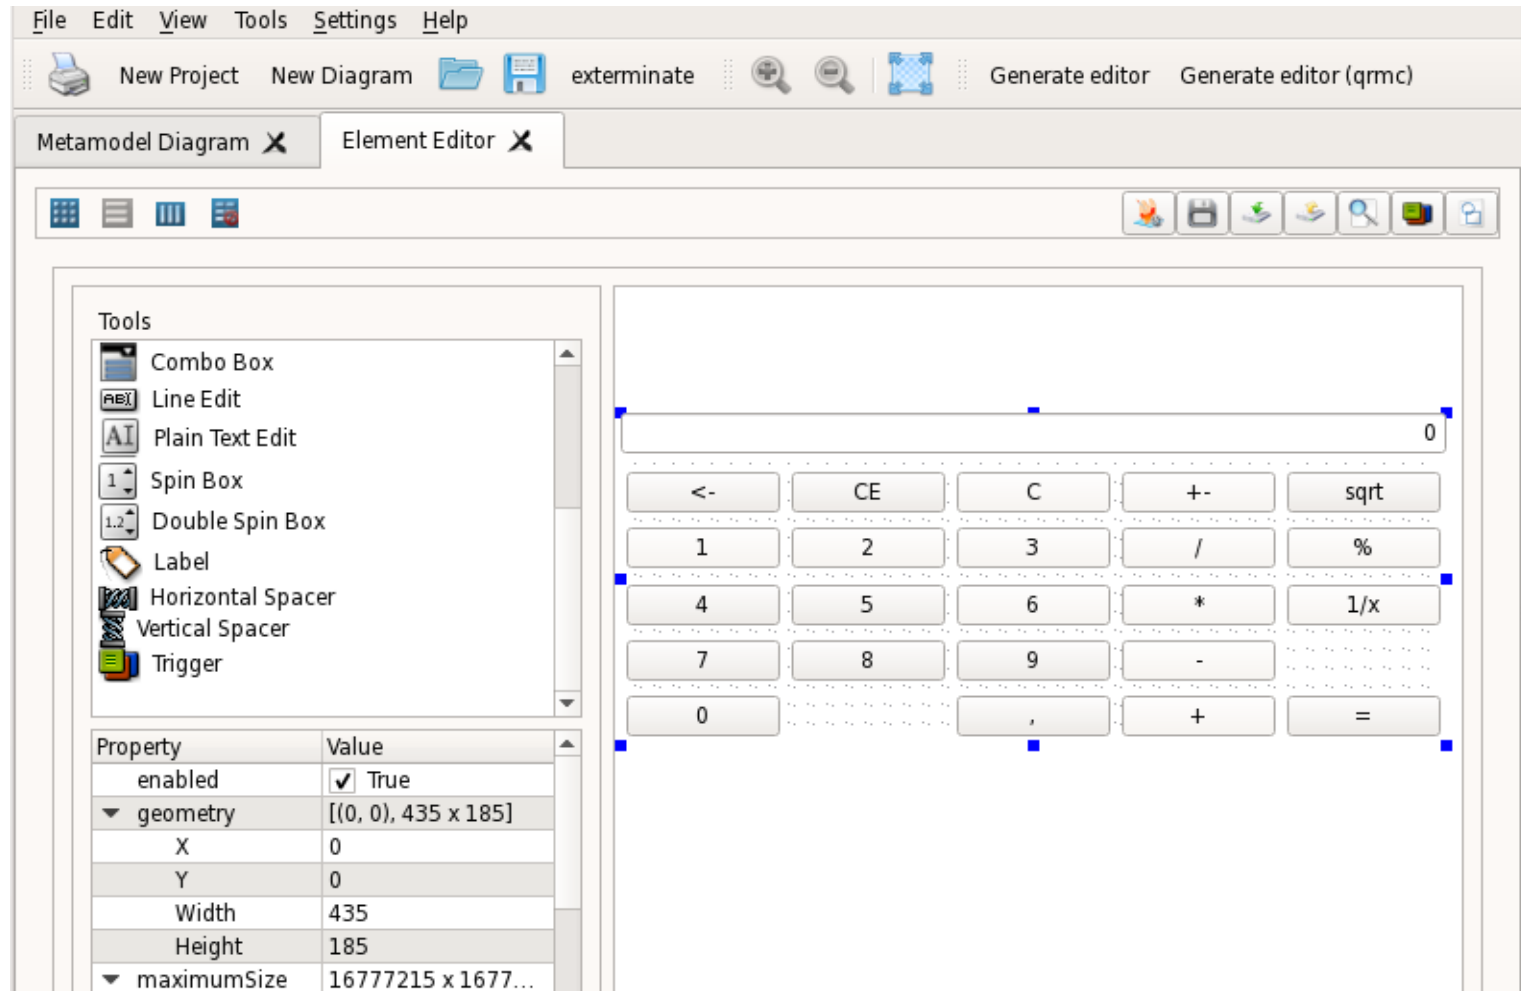 File Edit View Tools Settings Help
New Project New Diagram exterminate Generate editor Generate editor (qrmc)
Metamodel Diagram Element Editor
Tools
Combo Box
Line Edit
Plain Text Edit
Spin Box
Double Spin Box
Label
Horizontal Spacer
Vertical Spacer
Trigger
Property Value
enabled True
geometry [(0, 0), 435 x 185]
X 0
Y 0
Width 435
Height 185
maximumSize 16777215 x 1677...
0
<- CE C +- sqrt
1 2 3 / %
4 5 6 * 1/x
7 8 9 -
0 , + =